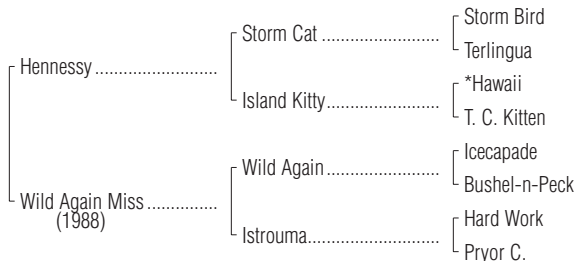 Storm Bird
Storm Cat ........................
Terlingua
Hennessy .........................
*Hawaii
Island Kitty.......................
T. C. Kitten
Icecapade
Wild Again .......................
Bushel-n-Peck
Wild Again Miss ...............
(1988)
Hard Work
Istrouma...........................
Pryor C.